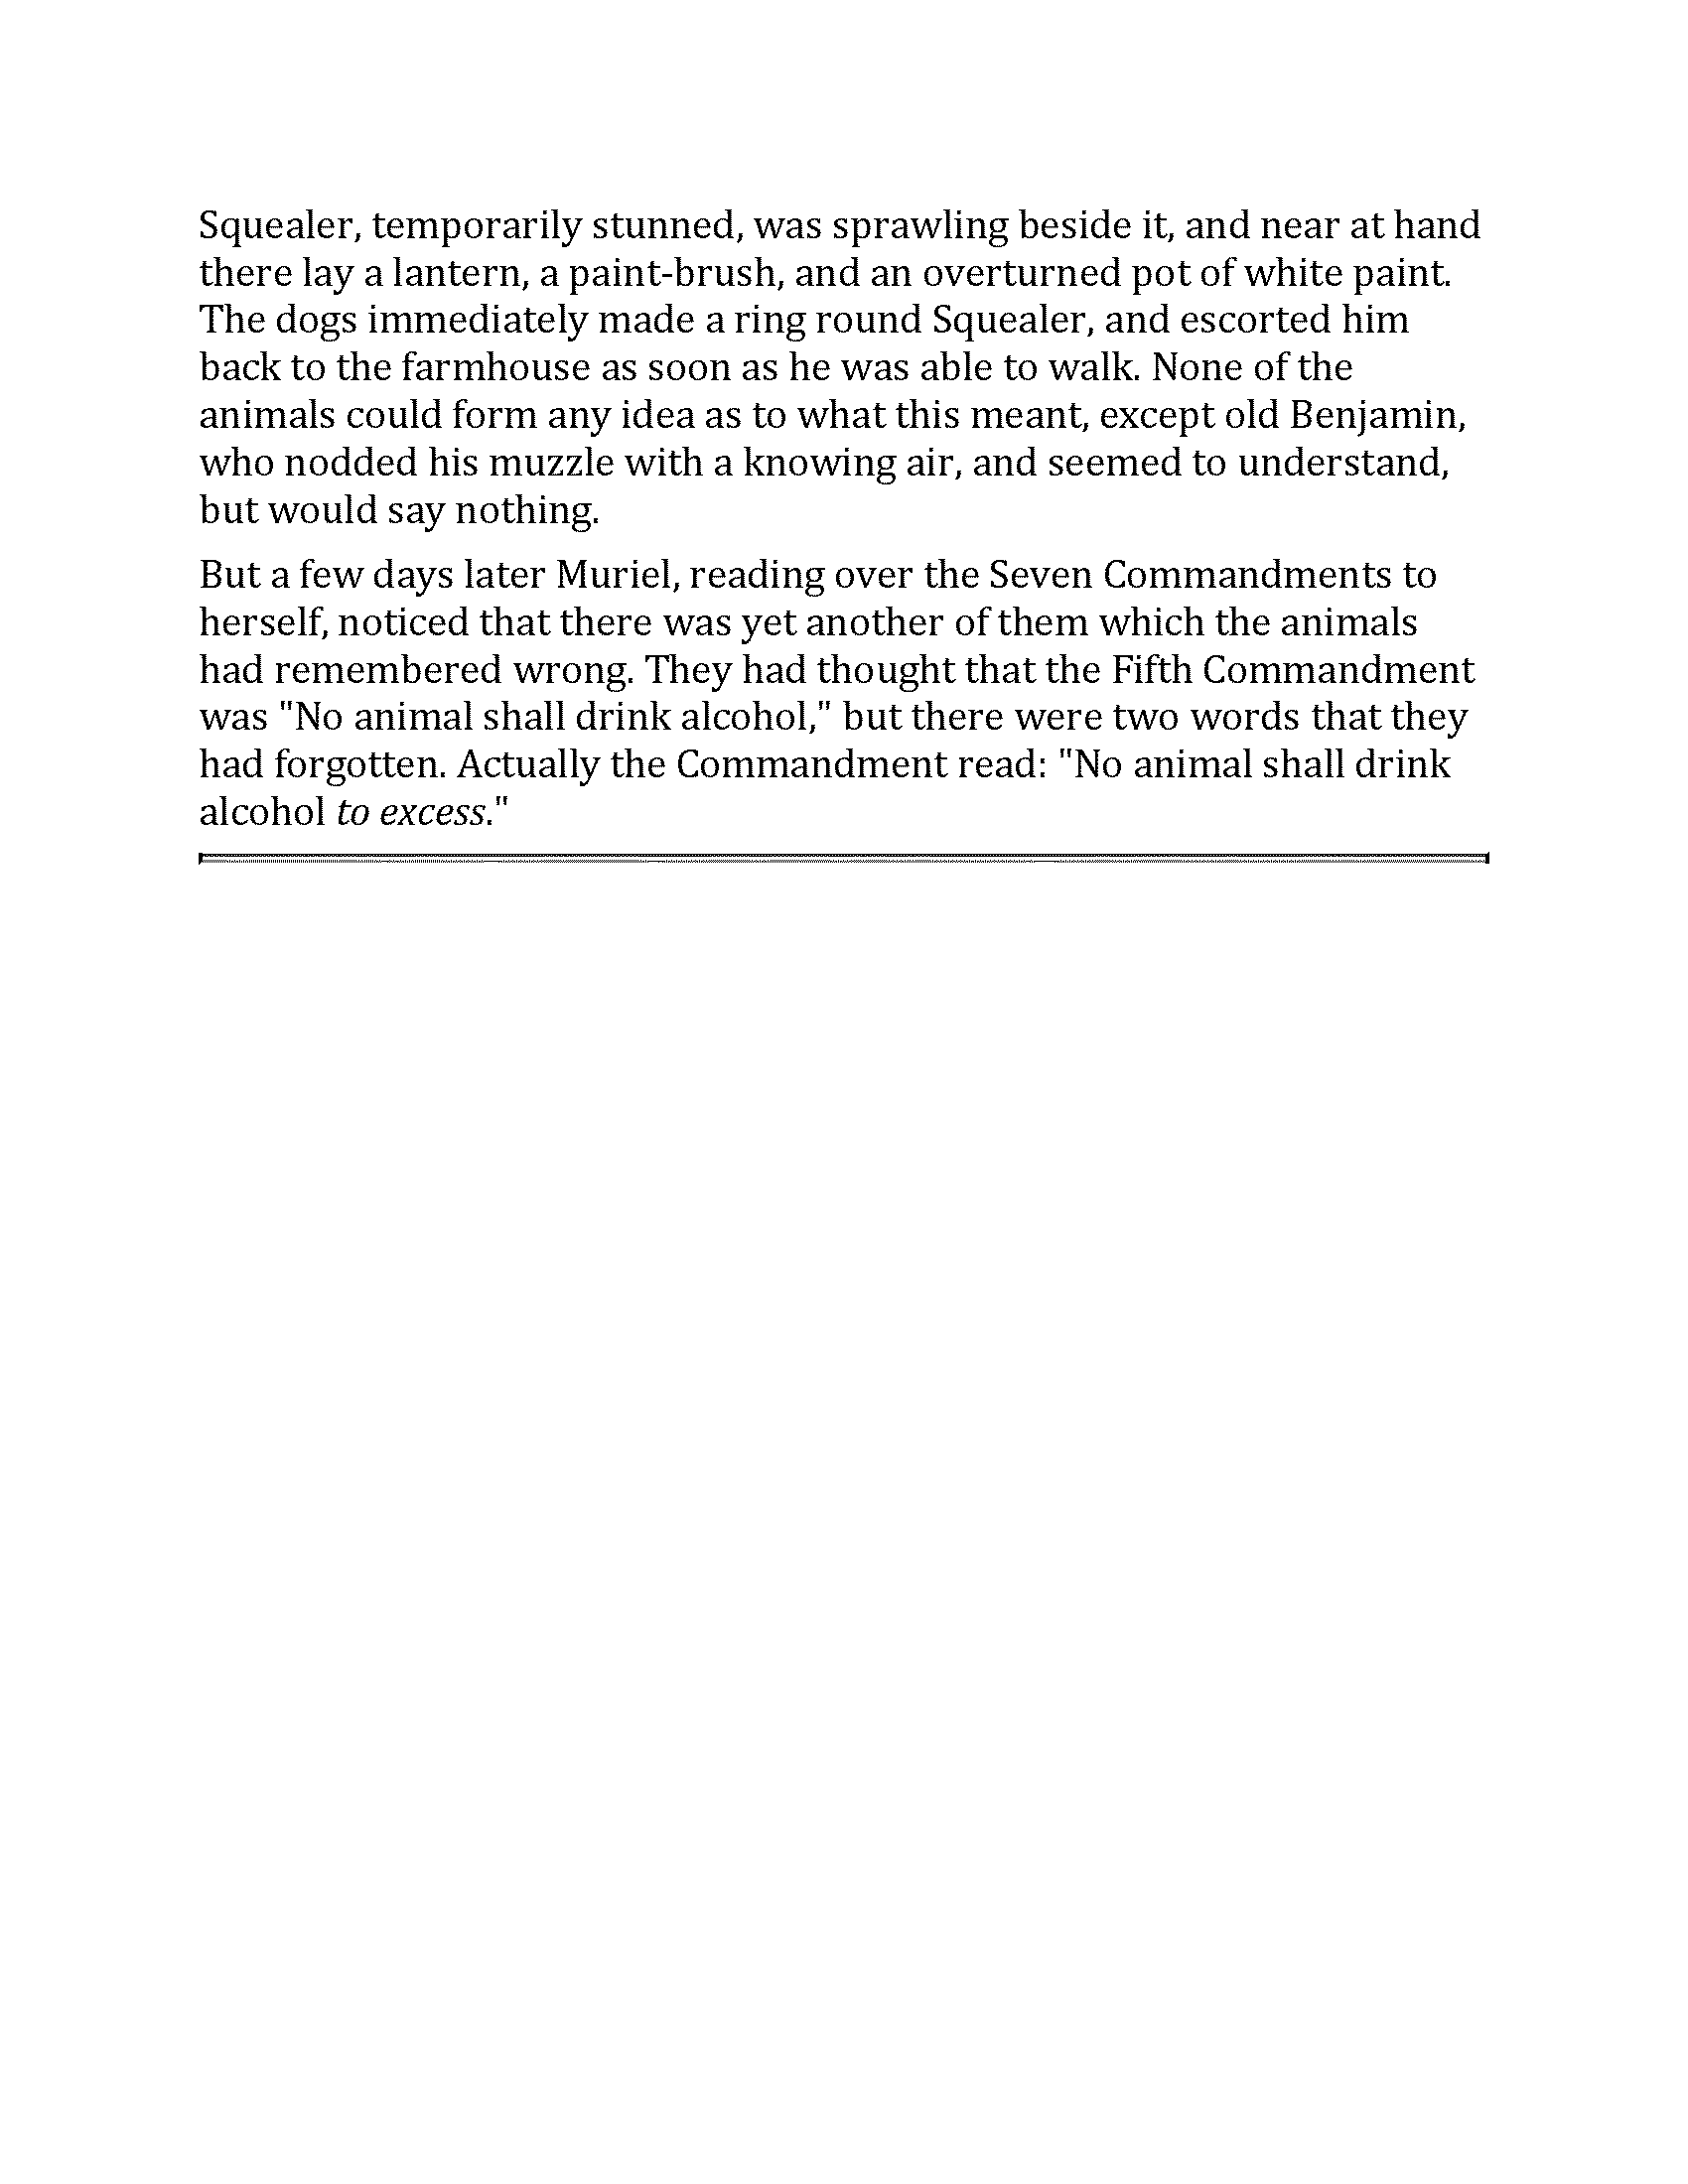 Squealer, temporarily stunned, was sprawling beside it, and near at hand
there lay a lantern, a paint-brush, and an overturned pot of white paint.
The dogs immediately made a ring round Squealer, and escorted him
back to the farmhouse as soon as he was able to walk. None of the
animals could form any idea as to what this meant, except old Benjamin,
who nodded his muzzle with a knowing air, and seemed to understand,
but would say nothing.
But a few days later Muriel, reading over the Seven Commandments to
herself, noticed that there was yet another of them which the animals
had remembered wrong. They had thought that the Fifth Commandment
was "No animal shall drink alcohol," but there were two words that they
had forgotten. Actually the Commandment read: "No animal shall drink
alcohol to excess."